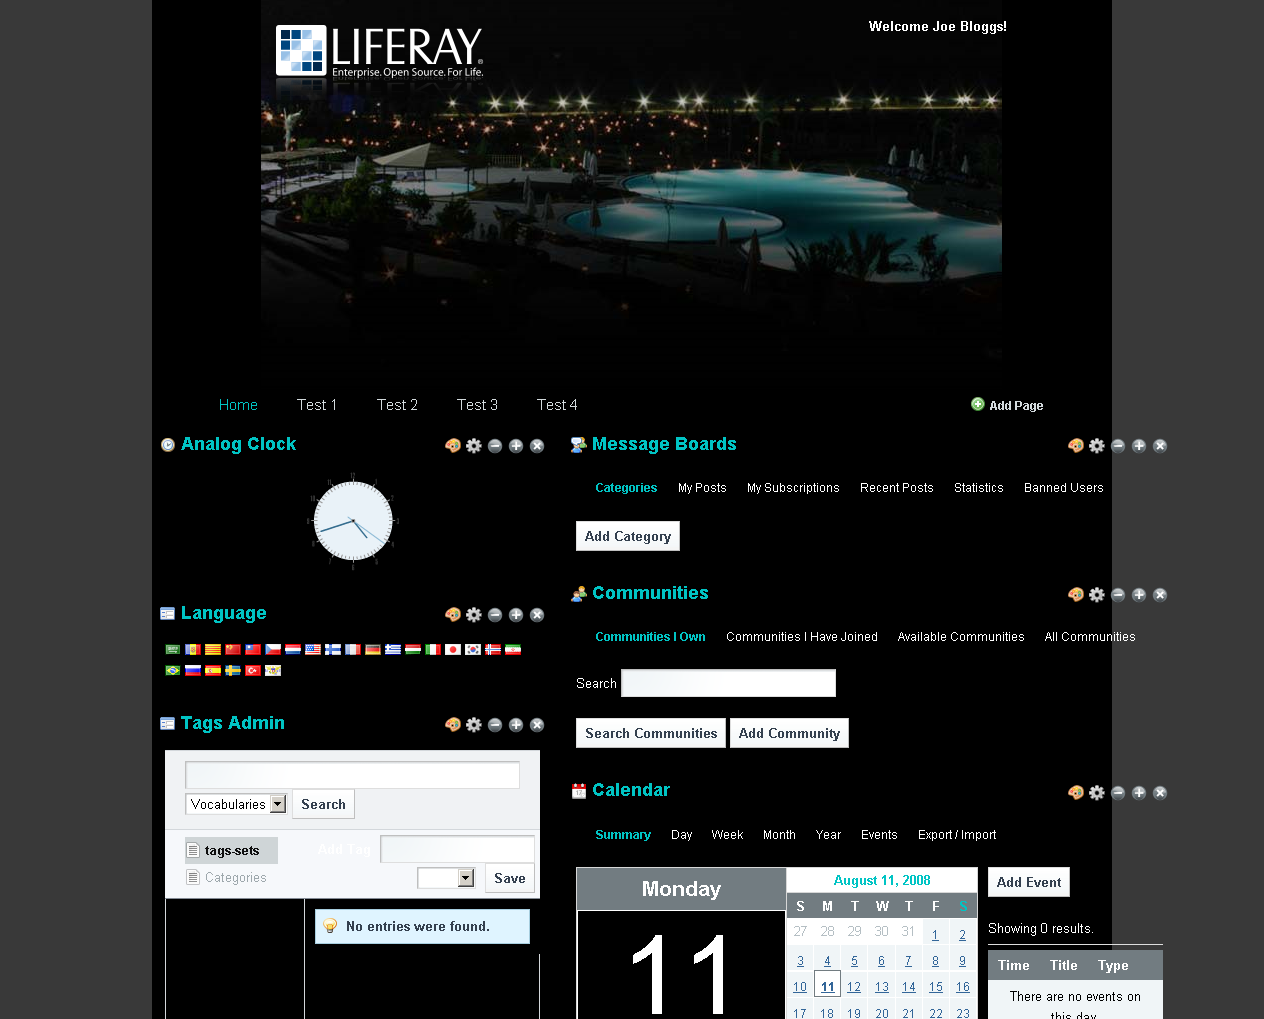 LIFERAY
Enterprise. Open Source. For Life.
Welcome Joe Bloggs!
Home Test 1 Test 2 Test 3 Test 4
Add Page
Analog Clock
Language
Tags Admin
Vocabularies Search
tags-sets
Add Tag
Categories
Save
No entries were found.
Message Boards
Categories My Posts My Subscriptions Recent Posts Statistics Banned Users
Add Category
Communities
Communities I Own Communities I Have Joined Available Communities All Communities
Search
Search Communities Add Community
Calendar
Summary Day Week Month Year Events Export / Import
Monday
11
August 11, 2008
S M T W T F S
27 28 29 30 31 1 2
3 4 5 6 7 8 9
10 11 12 13 14 15 16
17 18 19 20 21 22 23
Add Event
Showing 0 results.
Time Title Type
There are no events on
this day.